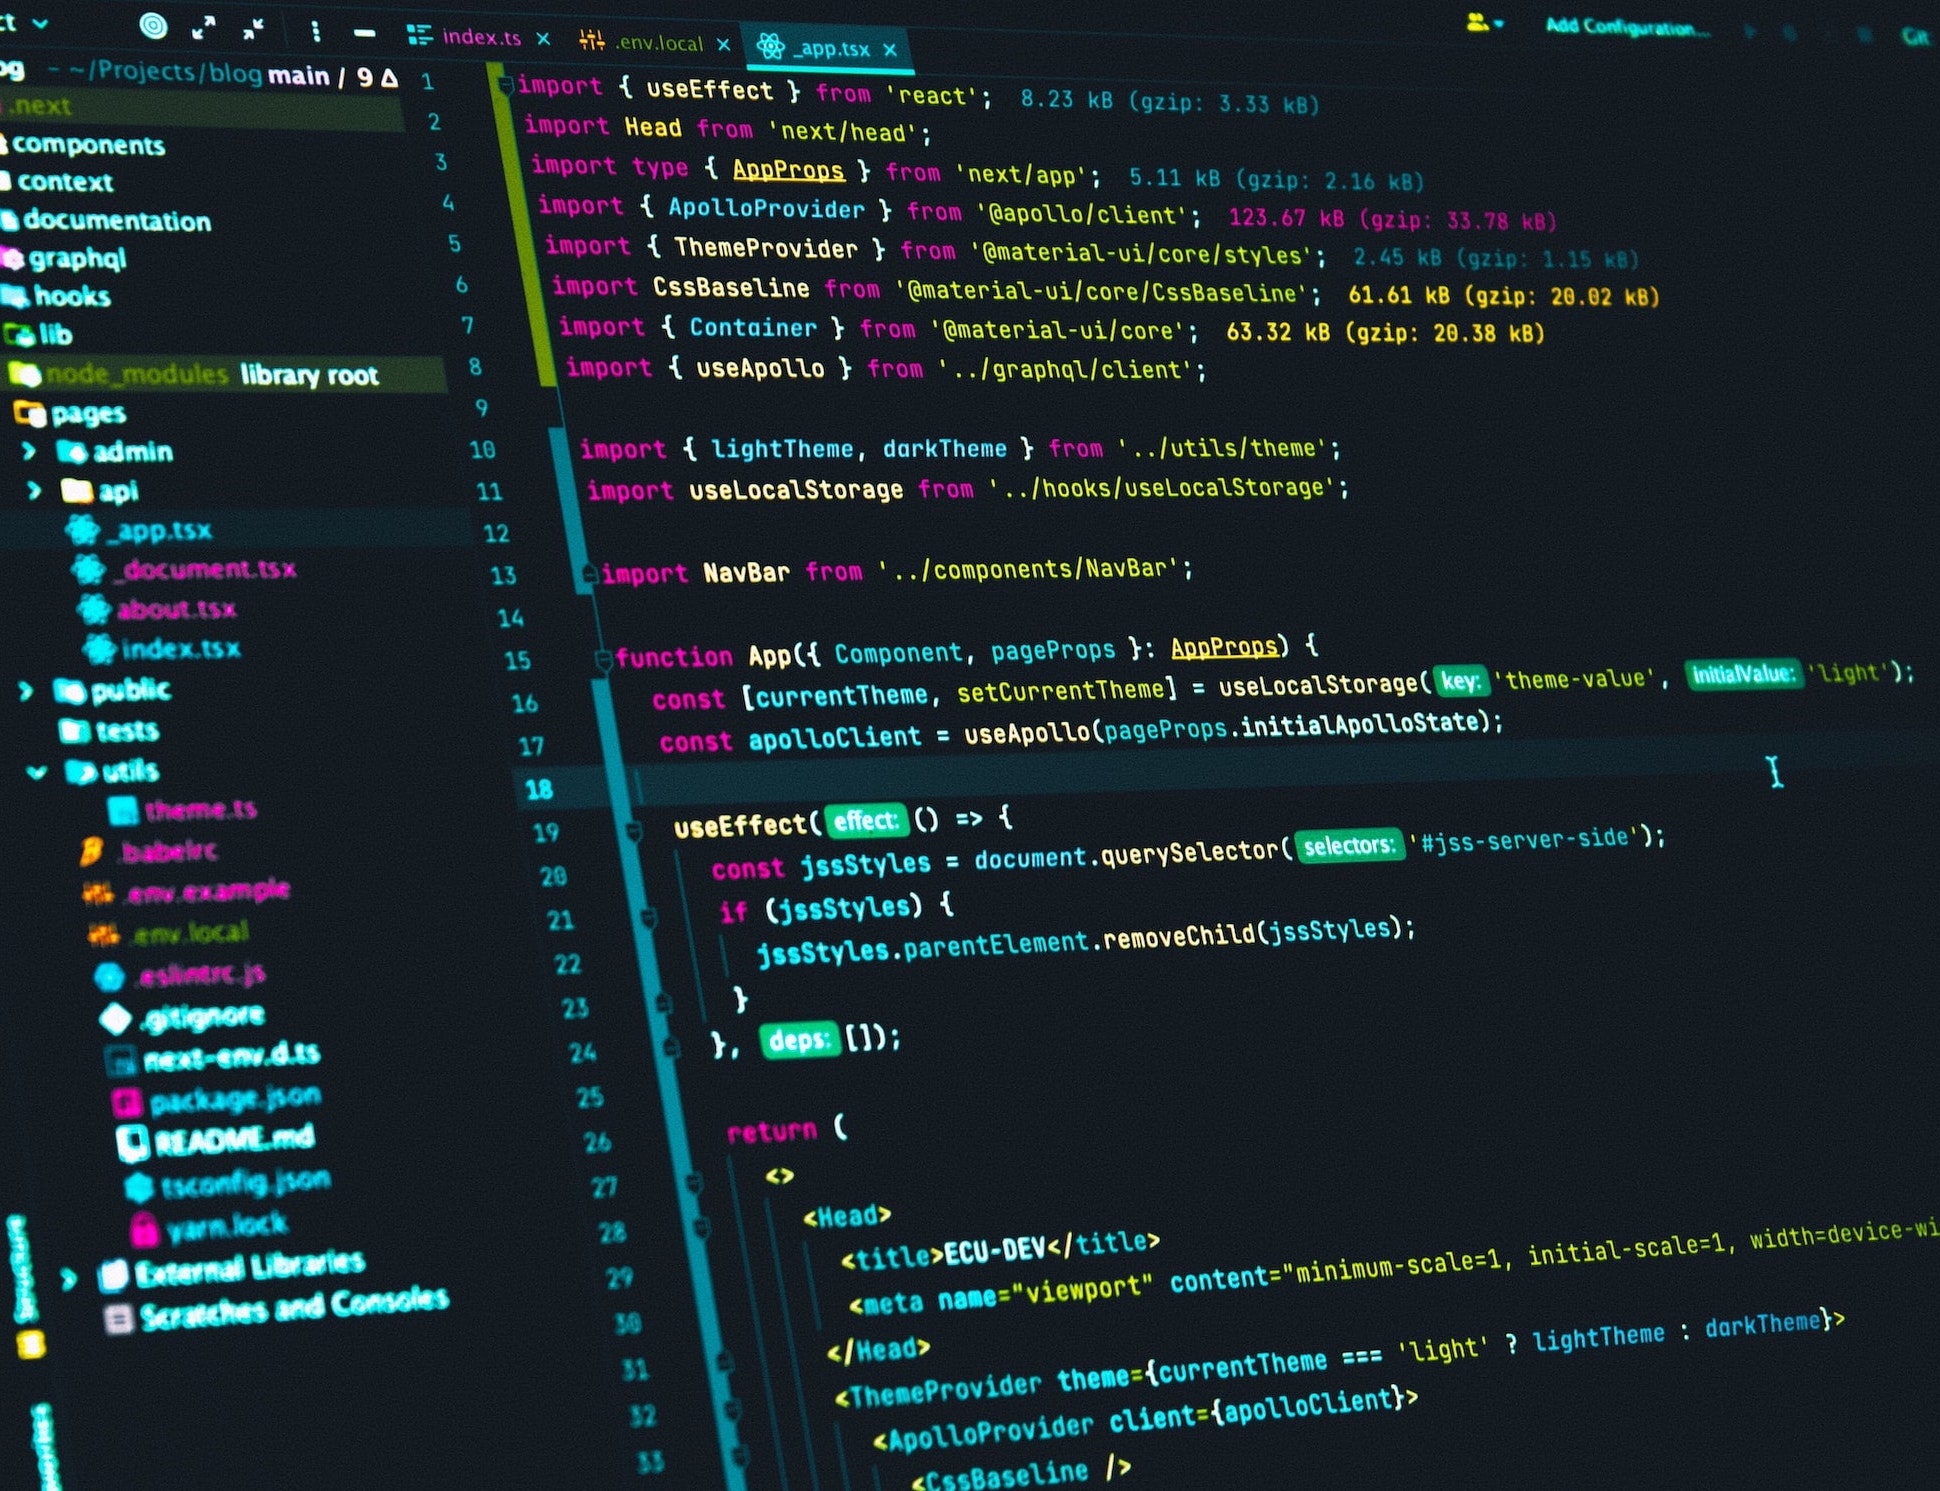 index.ts
.env.local
_app.tsx
Add Configuration...
Git
~/Projects/blog main / 9 Δ
.next
components
context
documentation
graphql
hooks
lib
node_modules library root
pages
admin
api
_app.tsx
_document.tsx
about.tsx
index.tsx
public
tests
utils
theme.ts
.babelrc
.env.example
.env.local
.eslintrc.js
.gitignore
next-env.d.ts
package.json
README.md
tsconfig.json
yarn.lock
External Libraries
Scratches and Consoles
1 import { useEffect } from 'react'; 8.23 kB (gzip: 3.33 kB)
2 import Head from 'next/head';
3 import type { AppProps } from 'next/app'; 5.11 kB (gzip: 2.16 kB)
4 import { ApolloProvider } from '@apollo/client'; 123.67 kB (gzip: 33.78 kB)
5 import { ThemeProvider } from '@material-ui/core/styles'; 2.45 kB (gzip: 1.15 kB)
6 import CssBaseline from '@material-ui/core/CssBaseline'; 61.61 kB (gzip: 20.02 kB)
7 import { Container } from '@material-ui/core'; 63.32 kB (gzip: 20.38 kB)
8 import { useApollo } from '../graphql/client';
9
10 import { lightTheme, darkTheme } from '../utils/theme';
11 import useLocalStorage from '../hooks/useLocalStorage';
12
13 import NavBar from '../components/NavBar';
14
15 function App({ Component, pageProps }: AppProps) {
16 const [currentTheme, setCurrentTheme] = useLocalStorage( key: 'theme-value', initialValue: 'light');
17 const apolloClient = useApollo(pageProps.initialApolloState);
18
19 useEffect( effect: () => {
20 const jssStyles = document.querySelector( selectors: '#jss-server-side');
21 if (jssStyles) {
22 jssStyles.parentElement.removeChild(jssStyles);
23 }
24 }, deps: []);
25
26 return (
27 <>
28 <Head>
29 <title>ECU-DEV</title>
30 <meta name="viewport" content="minimum-scale=1, initial-scale=1, width=device-wi
31 </Head>
32 <ThemeProvider theme={currentTheme === 'light' ? lightTheme : darkTheme}>
33 <ApolloProvider client={apolloClient}>
<CssBaseline />